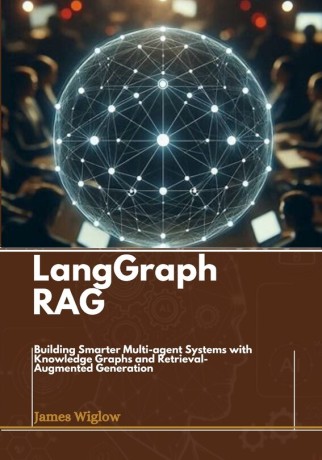 LangGraph
RAG
Building Smarter Multi-agent Systems with
Knowledge Graphs and Retrieval-
Augmented Generation
James Wiglow